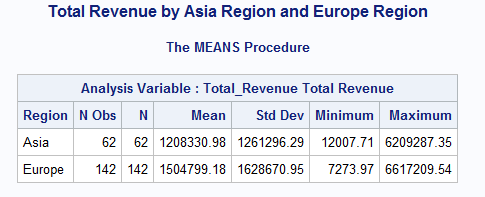 Total Revenue by Asia Region and Europe Region
The MEANS Procedure
Analysis Variable : Total_Revenue Total Revenue
Region N Obs N Mean Std Dev Minimum Maximum
Asia 62 62 1208330.98 1261296.29 12007.71 6209287.35
Europe 142 142 1504799.18 1628670.95 7273.97 6617209.54